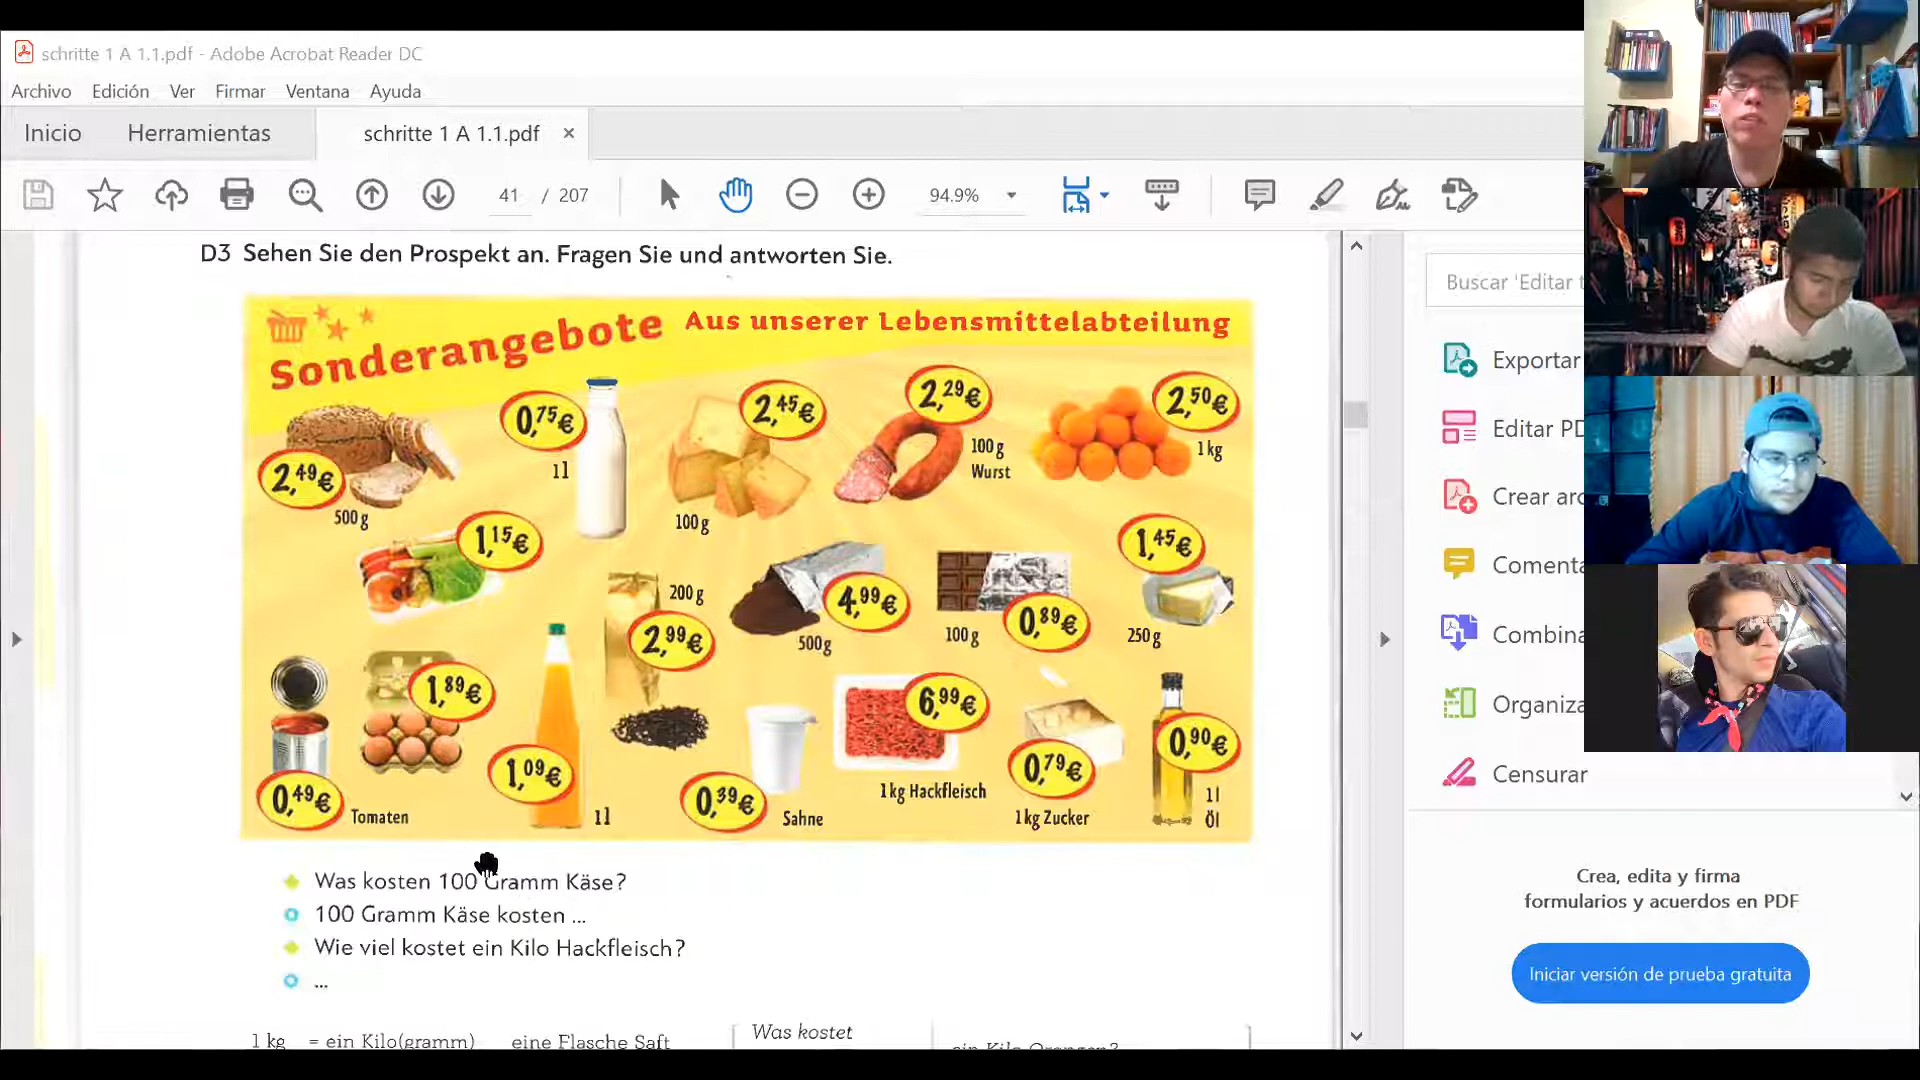 schritte 1 A 1.1.pdf - Adobe Acrobat Reader DC
Archivo Edición Ver Firmar Ventana Ayuda
Inicio Herramientas schritte 1 A 1.1.pdf ×
41 / 207 94.9%
D3 Sehen Sie den Prospekt an. Fragen Sie und antworten Sie.
Sonderangebote Aus unserer Lebensmittelabteilung
2,49€
500 g
0,75€
1 l
2,45€
100 g
2,29€
100 g
Wurst
2,50€
1 kg
1,15€
200 g
2,99€
4,99€
500 g
100 g
0,89€
1,45€
250 g
0,49€
Tomaten
1,89€
1,09€
1 l
0,39€
Sahne
6,99€
1 kg Hackfleisch
0,79€
1 kg Zucker
0,90€
1 l
Öl
Was kosten 100 Gramm Käse?
100 Gramm Käse kosten ...
Wie viel kostet ein Kilo Hackfleisch?
...
1 kg = ein Kilo(gramm) eine Flasche Saft
Was kostet
ein Kilo Orangen?
Buscar 'Editar t
Exportar
Editar PD
Crear arc
Comenta
Combina
Organiza
Censurar
Crea, edita y firma
formularios y acuerdos en PDF
Iniciar versión de prueba gratuita